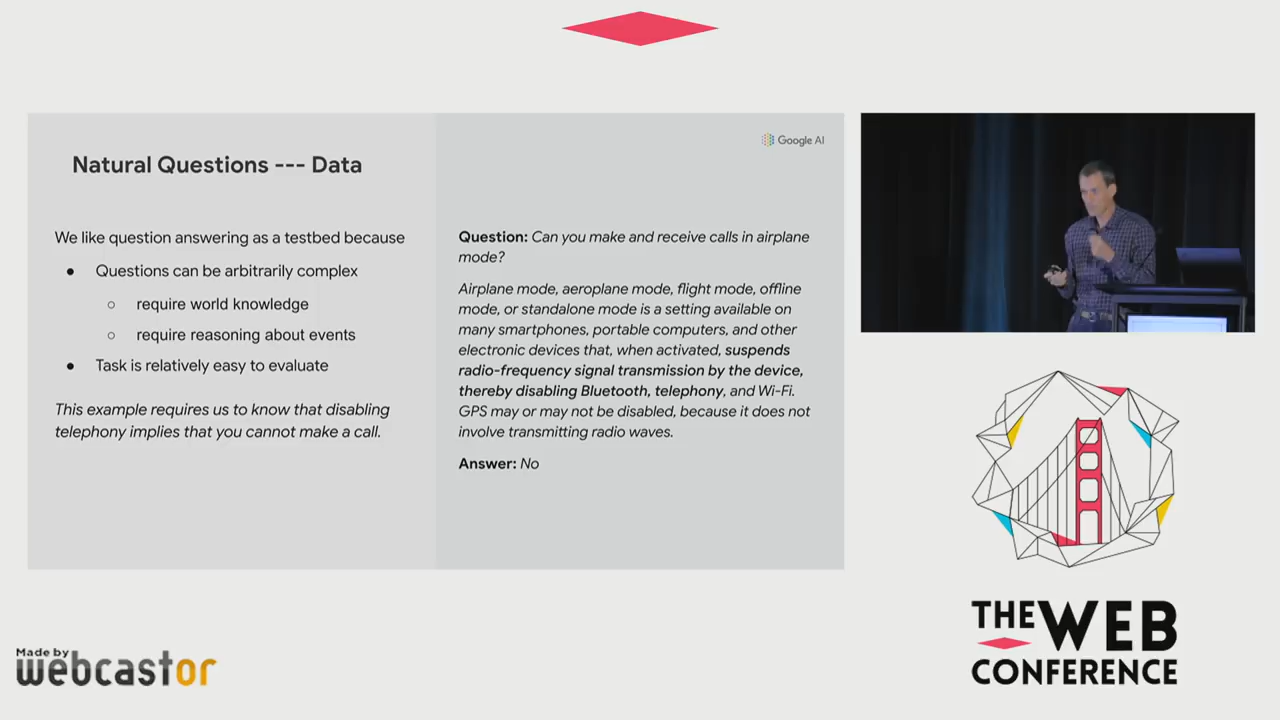 Google AI
Natural Questions --- Data
We like question answering as a testbed because
● Questions can be arbitrarily complex
○ require world knowledge
○ require reasoning about events
● Task is relatively easy to evaluate
This example requires us to know that disabling
telephony implies that you cannot make a call.
Question: Can you make and receive calls in airplane
mode?
Airplane mode, aeroplane mode, flight mode, offline
mode, or standalone mode is a setting available on
many smartphones, portable computers, and other
electronic devices that, when activated, suspends
radio-frequency signal transmission by the device,
thereby disabling Bluetooth, telephony, and Wi-Fi.
GPS may or may not be disabled, because it does not
involve transmitting radio waves.
Answer: No
THE WEB
CONFERENCE
Made by
webcastor